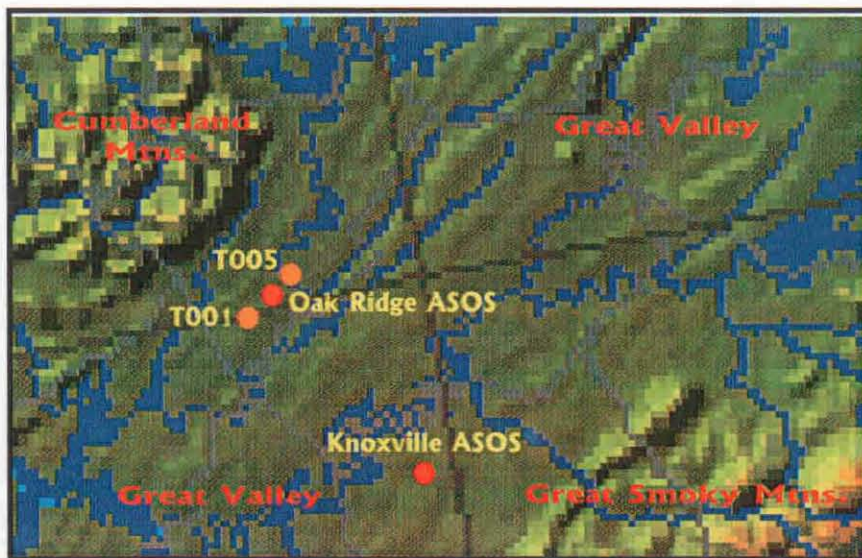 Cumberland
Mtns.
Great Valley
T005
Oak Ridge ASOS
T001
Knoxville ASOS
Great Valley
Great Smoky Mtns.